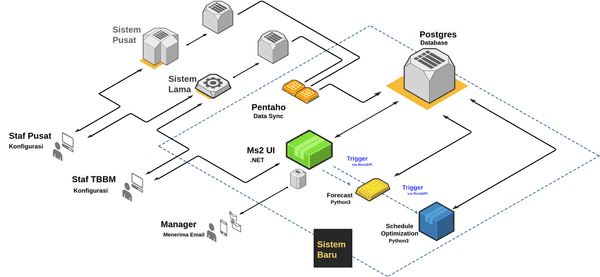 Sistem
Pusat
Postgres
Database
Sistem
Lama
Pentaho
Data Sync
Staf Pusat
Konfigurasi
Ms2 UI
.NET
Trigger
via RestAPI
Staf TBBM
Konfigurasi
Trigger
via RestAPI
Forecast
Python3
Manager
Menerima Email
Schedule
Optimization
Python3
Sistem
Baru